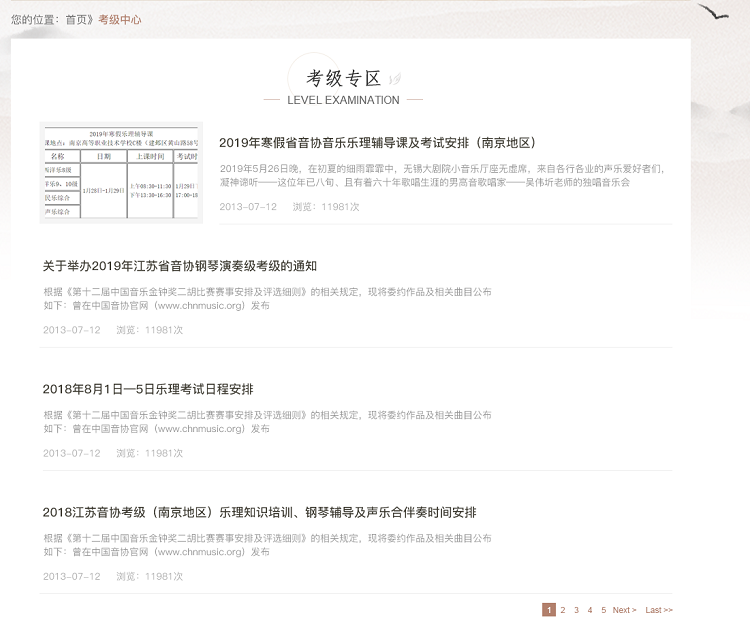 您的位置：首页》考级中心
考级专区
LEVEL EXAMINATION
2019年寒假乐理辅导课
课地点：南京高等职业技术学校C楼（建邺区黄山路58号
名称 日期 上课时间 考试时
西洋乐8级
羊乐9、10级
民乐综合
声乐综合
1月28日-1月29日
上午08:30-11:30
下午13:30-16:30
1月29日
17:00-18
2019年寒假省音协音乐乐理辅导课及考试安排（南京地区）
2019年5月26日晚，在初夏的细雨霏霏中，无锡大剧院小音乐厅座无虚席，来自各行各业的声乐爱好者们，
凝神谛听——这位年已八旬、且有着六十年歌唱生涯的男高音歌唱家——吴伟圻老师的独唱音乐会
2013-07-12 浏览：11981次
关于举办2019年江苏省音协钢琴演奏级考级的通知
根据《第十二届中国音乐金钟奖二胡比赛赛事安排及评选细则》的相关规定，现将委约作品及相关曲目公布
如下：曾在中国音协官网（www.chnmusic.org）发布
2013-07-12 浏览：11981次
2018年8月1日—5日乐理考试日程安排
根据《第十二届中国音乐金钟奖二胡比赛赛事安排及评选细则》的相关规定，现将委约作品及相关曲目公布
如下：曾在中国音协官网（www.chnmusic.org）发布
2013-07-12 浏览：11981次
2018江苏音协考级（南京地区）乐理知识培训、钢琴辅导及声乐合伴奏时间安排
根据《第十二届中国音乐金钟奖二胡比赛赛事安排及评选细则》的相关规定，现将委约作品及相关曲目公布
如下：曾在中国音协官网（www.chnmusic.org）发布
2013-07-12 浏览：11981次
1 2 3 4 5 Next > Last >>